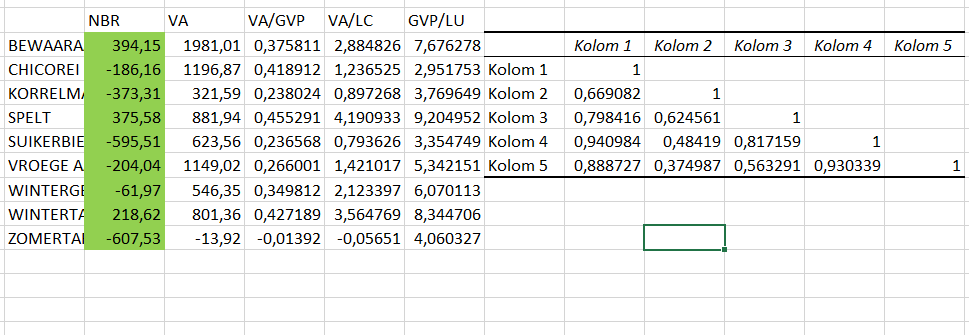 NBR VA VA/GVP VA/LC GVP/LU
BEWAARA 394,15 1981,01 0,375811 2,884826 7,676278 Kolom 1 Kolom 2 Kolom 3 Kolom 4 Kolom 5
CHICOREI -186,16 1196,87 0,418912 1,236525 2,951753 Kolom 1 1
KORRELMA -373,31 321,59 0,238024 0,897268 3,769649 Kolom 2 0,669082 1
SPELT 375,58 881,94 0,455291 4,190933 9,204952 Kolom 3 0,798416 0,624561 1
SUIKERBIE -595,51 623,56 0,236568 0,793626 3,354749 Kolom 4 0,940984 0,48419 0,817159 1
VROEGE A -204,04 1149,02 0,266001 1,421017 5,342151 Kolom 5 0,888727 0,374987 0,563291 0,930339 1
WINTERGE -61,97 546,35 0,349812 2,123397 6,070113
WINTERTA 218,62 801,36 0,427189 3,564769 8,344706
ZOMERTAI -607,53 -13,92 -0,01392 -0,05651 4,060327